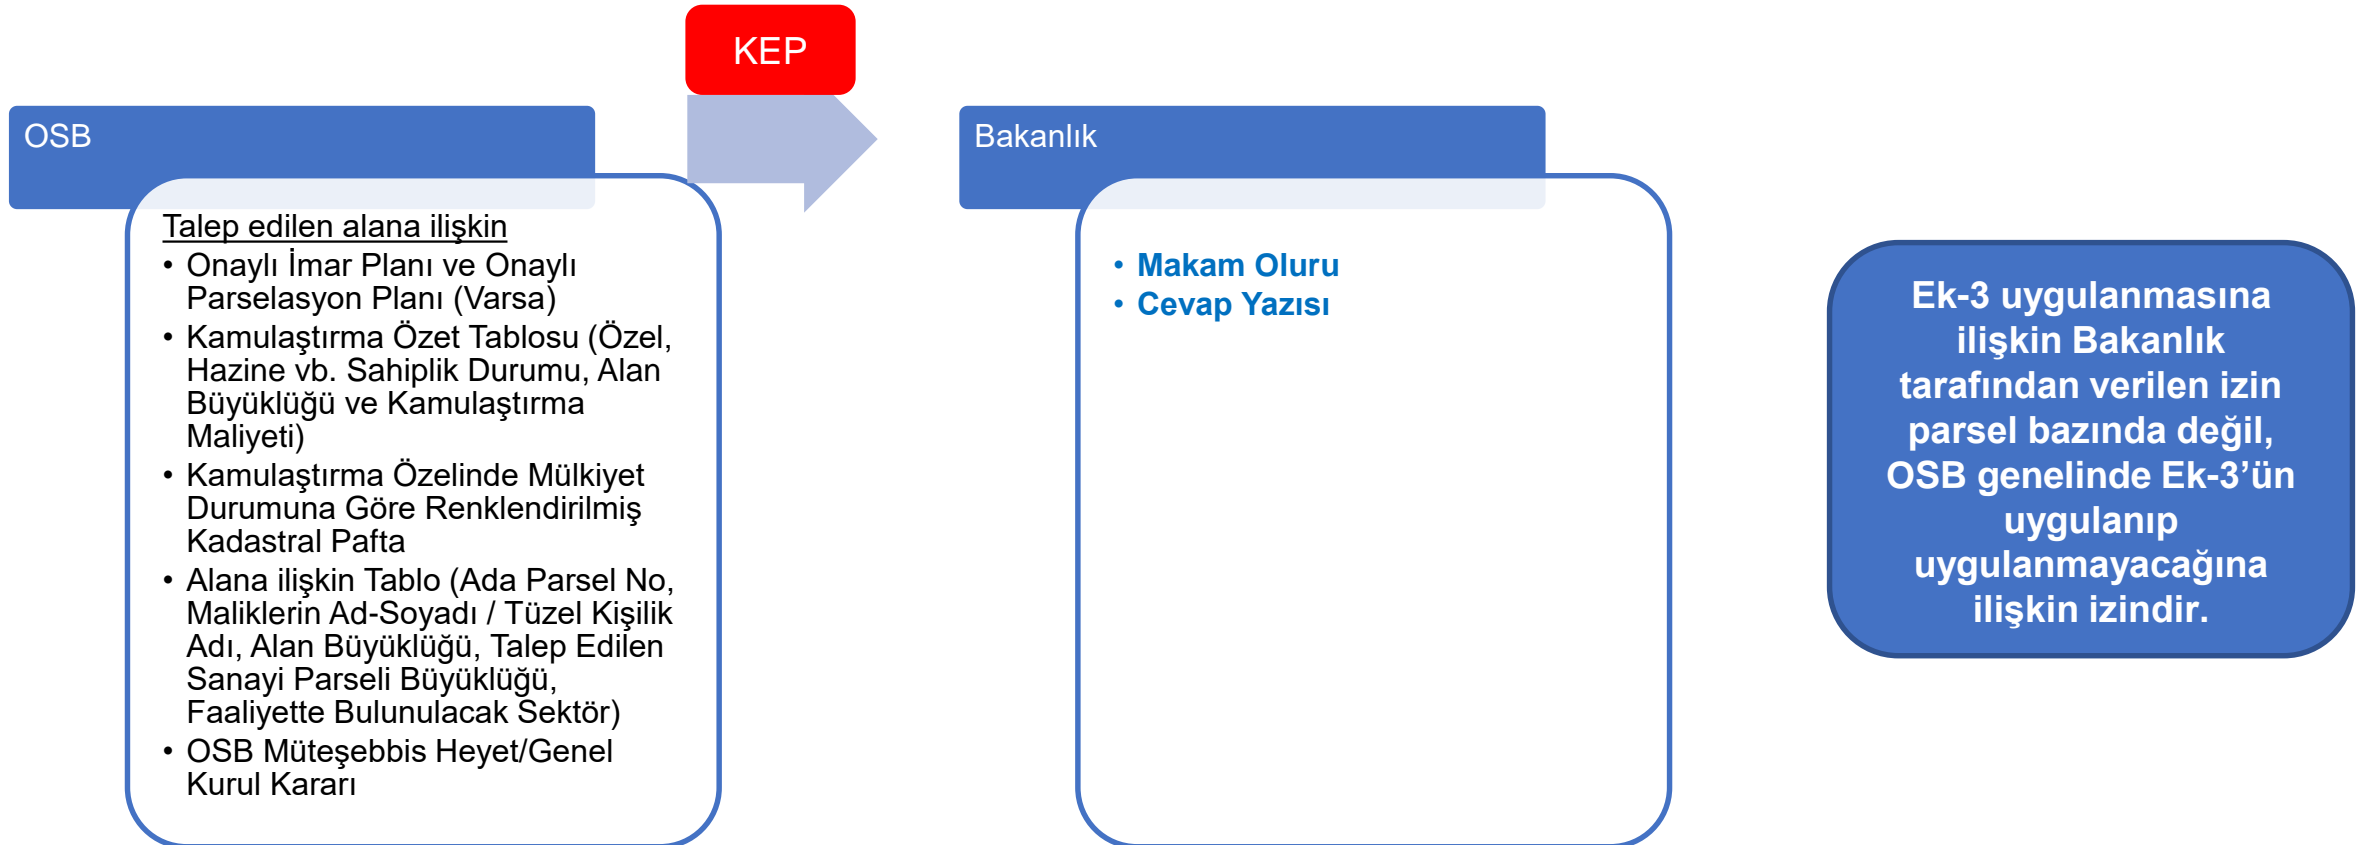 KEP
OSB
Talep edilen alana ilişkin
• Onaylı İmar Planı ve Onaylı
Parselasyon Planı (Varsa)
• Kamulaştırma Özet Tablosu (Özel,
Hazine vb. Sahiplik Durumu, Alan
Büyüklüğü ve Kamulaştırma
Maliyeti)
• Kamulaştırma Özelinde Mülkiyet
Durumuna Göre Renklendirilmiş
Kadastral Pafta
• Alana ilişkin Tablo (Ada Parsel No,
Maliklerin Ad-Soyadı / Tüzel Kişilik
Adı, Alan Büyüklüğü, Talep Edilen
Sanayi Parseli Büyüklüğü,
Faaliyette Bulunulacak Sektör)
• OSB Müteşebbis Heyet/Genel
Kurul Kararı
Bakanlık
• Makam Oluru
• Cevap Yazısı
Ek-3 uygulanmasına
ilişkin Bakanlık
tarafından verilen izin
parsel bazında değil,
OSB genelinde Ek-3’ün
uygulanıp
uygulanmayacağına
ilişkin izindir.